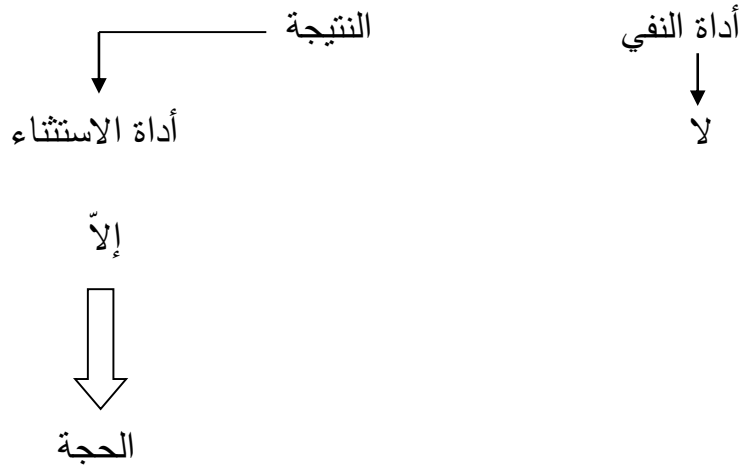 أداة النفي النتيجة
لا أداة الاستثناء
إلاّ
الحجة